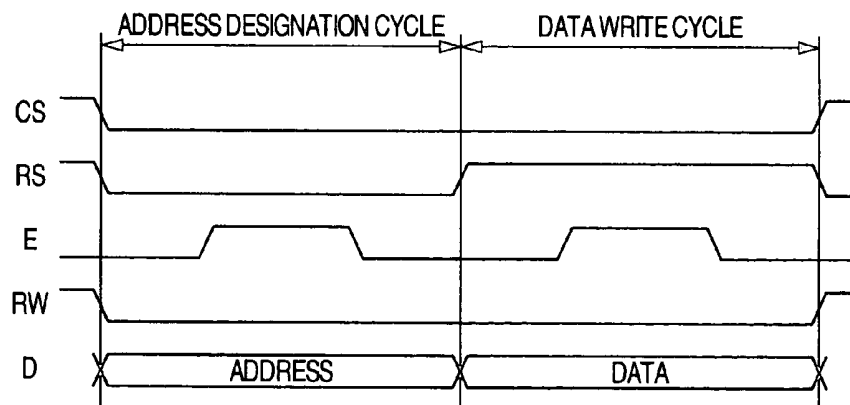 ADDRESS DESIGNATION CYCLE DATA WRITE CYCLE
CS
RS
E
RW
D ADDRESS DATA